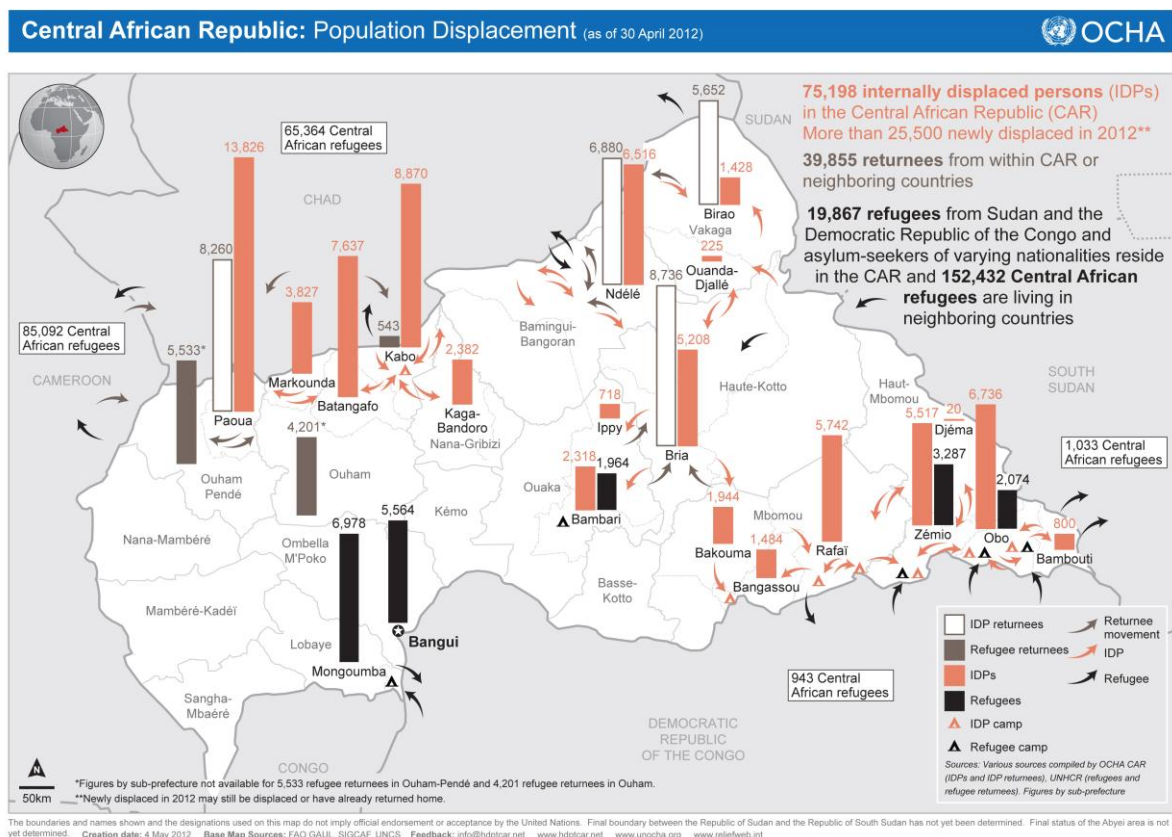 Central African Republic: Population Displacement (as of 30 April 2012)
OCHA
75,198 internally displaced persons (IDPs)
in the Central African Republic (CAR)
More than 25,500 newly displaced in 2012**
39,855 returnees from within CAR or
neighboring countries
19,867 refugees from Sudan and the
Democratic Republic of the Congo and
asylum-seekers of varying nationalities reside
in the CAR and 152,432 Central African
refugees are living in
neighboring countries
SUDAN
5,652
1,428
Birao
Vakaga
65,364 Central
African refugees
CHAD
13,826
8,260
Paoua
3,827
Markounda
7,637
Batangafo
8,870
543
Kabo
6,880
6,516
Ndélé
225
Ouanda-
Djallé
8,736
5,208
Bria
85,092 Central
African refugees
CAMEROON
5,533*
Ouham
Pendé
4,201*
Ouham
2,382
Kaga-
Bandoro
Nana-Gribizi
Bamingui-
Bangoran
Haute-Kotto
718
Ippy
Ouaka
2,318
1,964
Bambari
Kémo
Haut-
Mbomou
SOUTH
SUDAN
5,742
Rafaï
5,517
3,287
Zémio
20
Djéma
6,736
2,074
Obo
1,033 Central
African refugees
800
Bambouti
1,944
Bakouma
1,484
Bangassou
Mbomou
Basse-
Kotto
Nana-Mambéré
Ombella
M'Poko
6,978
Mongoumba
5,564
Bangui
Mambéré-Kadéï
Lobaye
Sangha-
Mbaéré
943 Central
African refugees
DEMOCRATIC
REPUBLIC
OF THE CONGO
CONGO
IDP returnees
Refugee returnees
IDPs
Refugees
IDP camp
Refugee camp
Returnee
movement
IDP
Refugee
Sources: Various sources compiled by OCHA CAR
(IDPs and IDP returnees), UNHCR (refugees and
refugee returnees). Figures by sub-prefecture
N
50km
*Figures by sub-prefecture not available for 5,533 refugee returnees in Ouham-Pendé and 4,201 refugee returnees in Ouham.
**Newly displaced in 2012 may still be displaced or have already returned home.
The boundaries and names shown and the designations used on this map do not imply official endorsement or acceptance by the United Nations. Final boundary between the Republic of Sudan and the Republic of South Sudan has not yet been determined. Final status of the Abyei area is not
yet determined. Creation date: 4 May 2012 Base Map Sources: FAO GAUL, SIGCAF, UNCS Feedback: info@hdptcar.net www.hdptcar.net www.unocha.org www.reliefweb.int